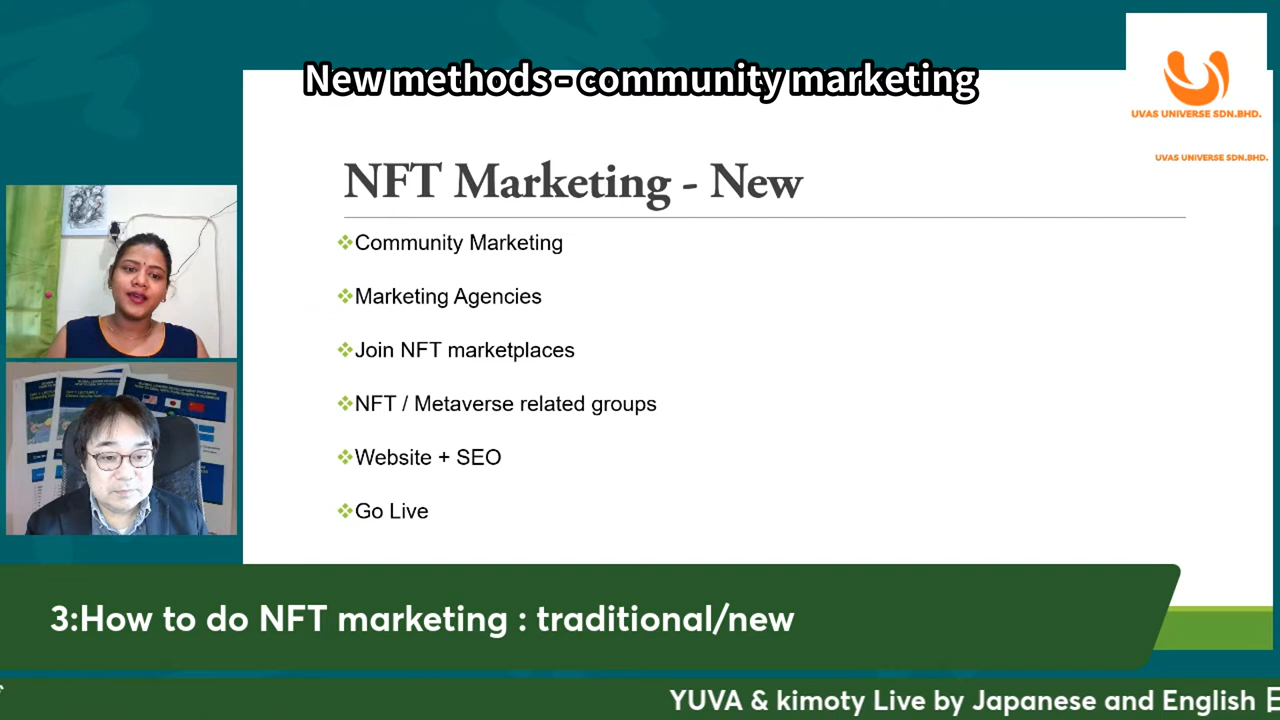 New methods - community marketing
UVAS UNIVERSE SDN.BHD.
UVAS UNIVERSE SDN.BHD.
NFT Marketing - New
Community Marketing
Marketing Agencies
Join NFT marketplaces
NFT / Metaverse related groups
Website + SEO
Go Live
3:How to do NFT marketing : traditional/new
YUVA & kimoty Live by Japanese and English 日